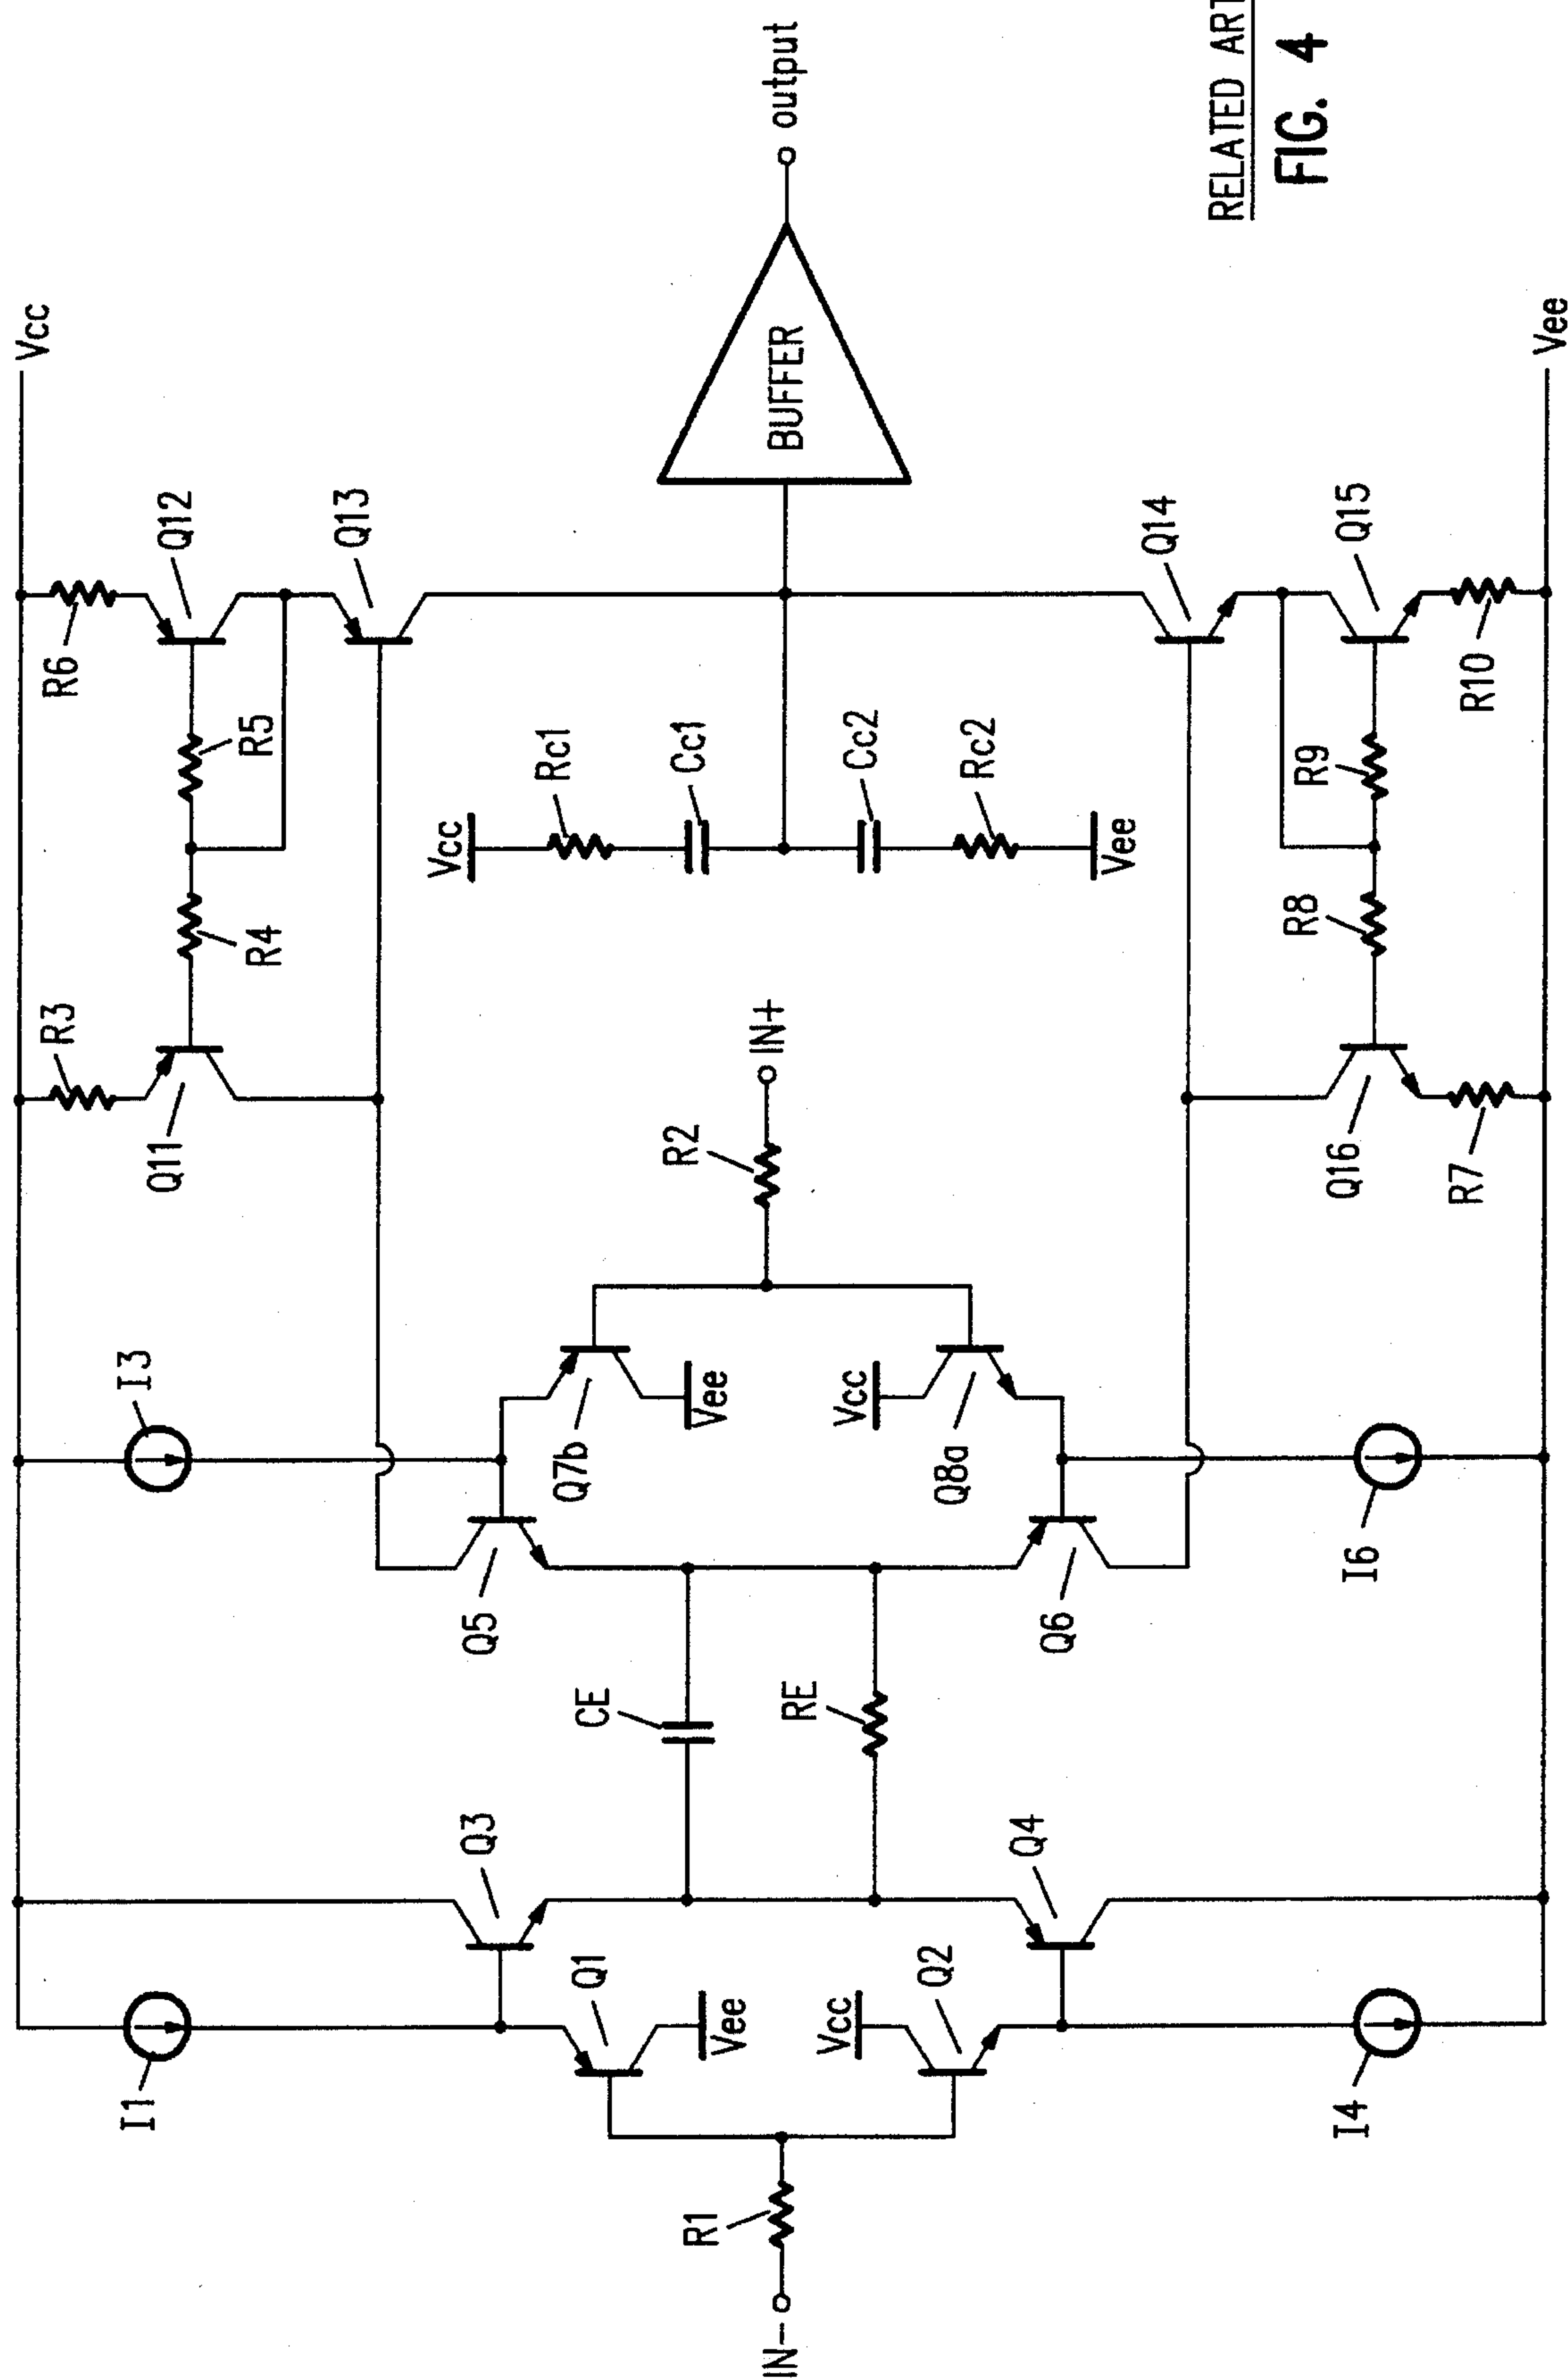 Vcc
R6
Q12
R5
R4
R3
Q11
Q13
I3
I1
Vcc
Rc1
Cc1
Cc2
Rc2
Vee
BUFFER
output
IN+
R2
Q7b
Vee
Vcc
Q8a
Q5
Q6
CE
RE
Q3
Q4
Q1
Vee
Vcc
Q2
R1
IN-
Q14
Q15
R10
R9
R8
Q16
R7
I6
I4
Vee
RELATED ART
FIG. 4